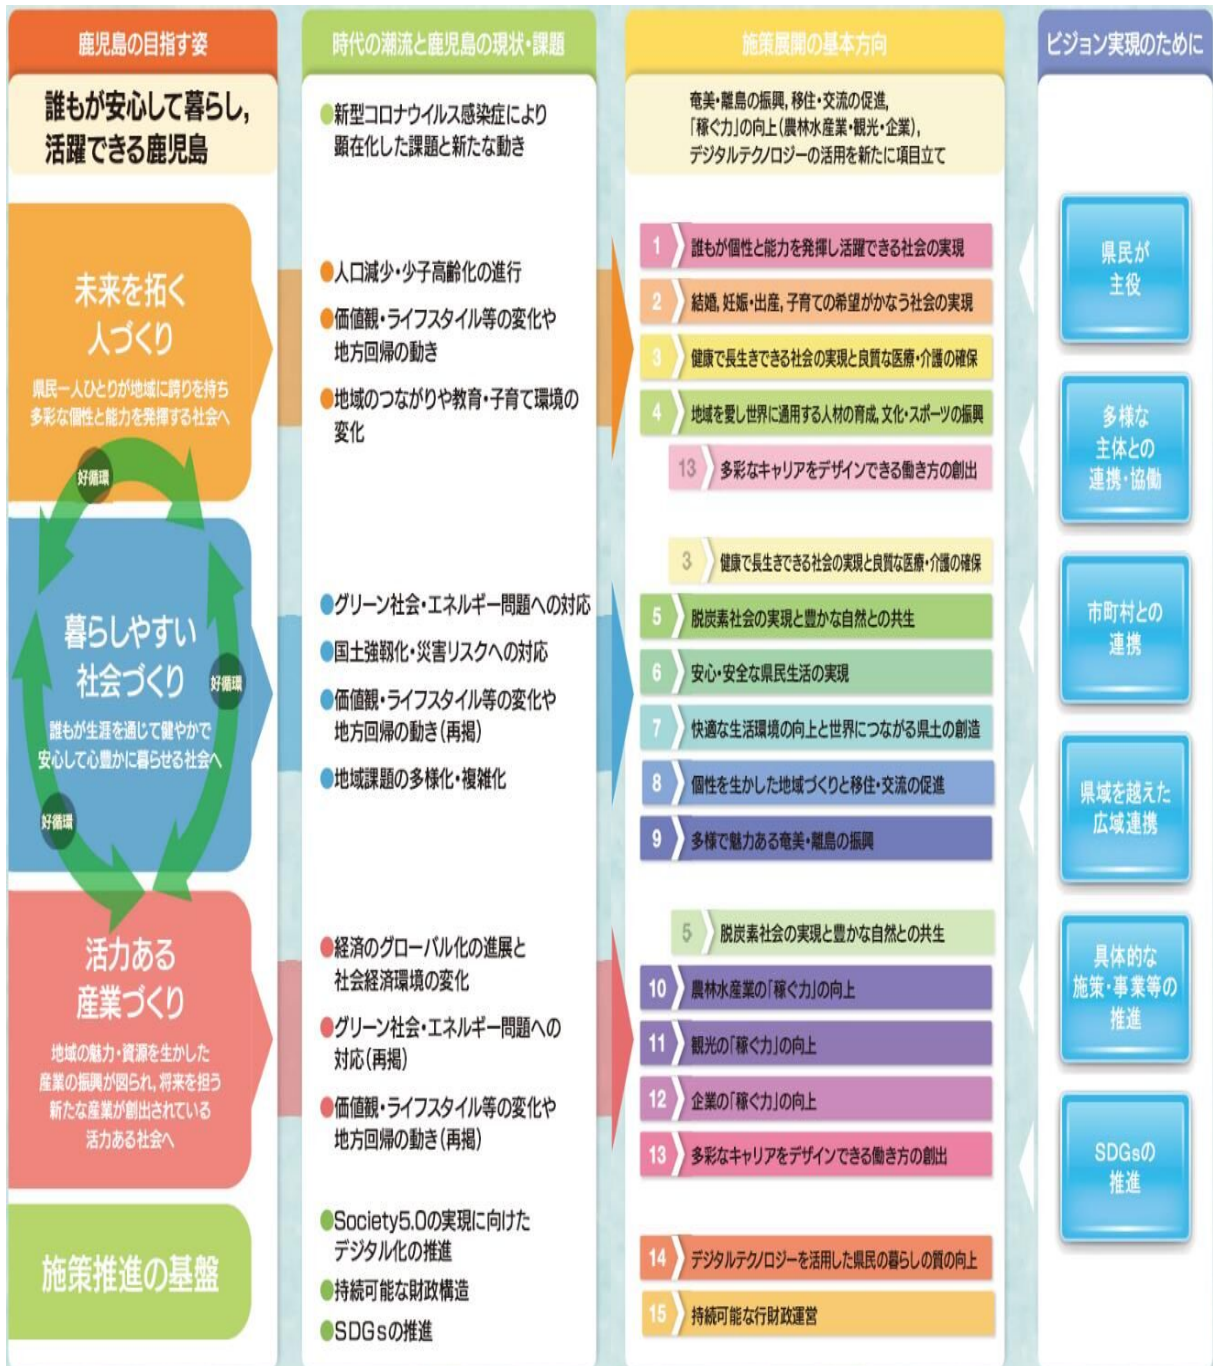 鹿児島の目指す姿
誰もが安心して暮らし,
活躍できる鹿児島
未来を拓く
人づくり
県民一人ひとりが地域に誇りを持ち
多彩な個性と能力を発揮する社会へ
好循環
暮らしやすい
社会づくり
好循環
誰もが生涯を通じて健やかで
安心して心豊かに暮らせる社会へ
好循環
活力ある
産業づくり
地域の魅力・資源を生かした
産業の振興が図られ,将来を担う
新たな産業が創出されている
活力ある社会へ
施策推進の基盤
時代の潮流と鹿児島の現状・課題
●新型コロナウイルス感染症により
顕在化した課題と新たな動き
●人口減少・少子高齢化の進行
●価値観・ライフスタイル等の変化や
地方回帰の動き
●地域のつながりや教育・子育て環境の
変化
●グリーン社会・エネルギー問題への対応
●国土強靱化・災害リスクへの対応
●価値観・ライフスタイル等の変化や
地方回帰の動き(再掲)
●地域課題の多様化・複雑化
●経済のグローバル化の進展と
社会経済環境の変化
●グリーン社会・エネルギー問題への
対応(再掲)
●価値観・ライフスタイル等の変化や
地方回帰の動き(再掲)
●Society5.0の実現に向けた
デジタル化の推進
●持続可能な財政構造
●SDGsの推進
施策展開の基本方向
奄美・離島の振興,移住・交流の促進,
「稼ぐ力」の向上(農林水産業・観光・企業),
デジタルテクノロジーの活用を新たに項目立て
1 誰もが個性と能力を発揮し活躍できる社会の実現
2 結婚,妊娠・出産,子育ての希望がかなう社会の実現
3 健康で長生きできる社会の実現と良質な医療・介護の確保
4 地域を愛し世界に通用する人材の育成,文化・スポーツの振興
13 多彩なキャリアをデザインできる働き方の創出
3 健康で長生きできる社会の実現と良質な医療・介護の確保
5 脱炭素社会の実現と豊かな自然との共生
6 安心・安全な県民生活の実現
7 快適な生活環境の向上と世界につながる県土の創造
8 個性を生かした地域づくりと移住・交流の促進
9 多様で魅力ある奄美・離島の振興
5 脱炭素社会の実現と豊かな自然との共生
10 農林水産業の「稼ぐ力」の向上
11 観光の「稼ぐ力」の向上
12 企業の「稼ぐ力」の向上
13 多彩なキャリアをデザインできる働き方の創出
14 デジタルテクノロジーを活用した県民の暮らしの質の向上
15 持続可能な行財政運営
ビジョン実現のために
県民が
主役
多様な
主体との
連携・協働
市町村との
連携
県域を越えた
広域連携
具体的な
施策・事業等の
推進
SDGsの
推進